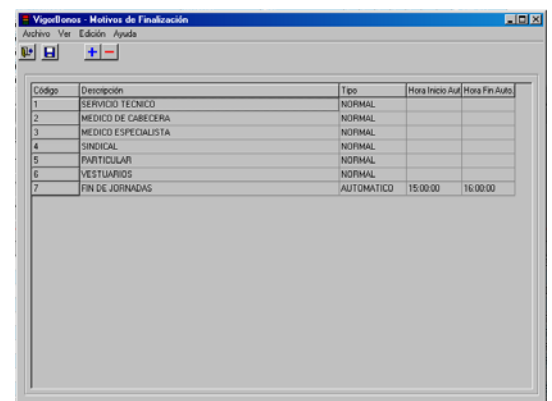 VigorBonos - Motivos de Finalización
Archivo Ver Edición Ayuda
Código Descripción Tipo Hora Inicio Aut Hora Fin Auto.
1 SERVICIO TECNICO NORMAL
2 MEDICO DE CABECERA NORMAL
3 MEDICO ESPECIALISTA NORMAL
4 SINDICAL NORMAL
5 PARTICULAR NORMAL
6 VESTUARIOS NORMAL
7 FIN DE JORNADAS AUTOMATICO 15:00:00 16:00:00